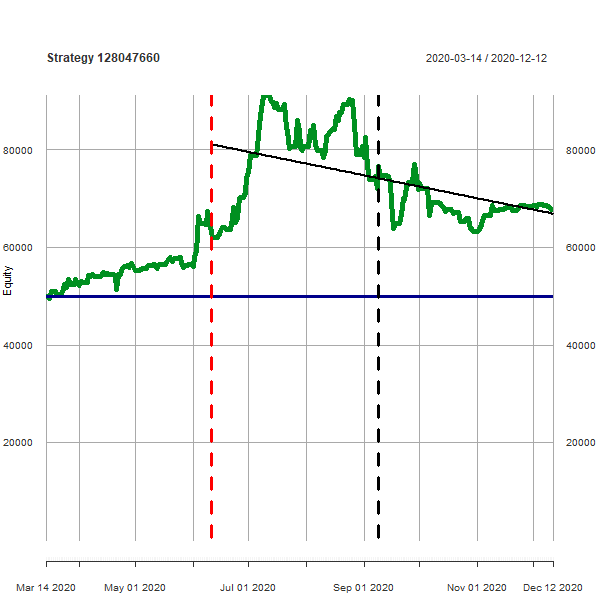 Strategy 128047660
2020-03-14 / 2020-12-12
80000
80000
60000
60000
Equity
40000
40000
20000
20000
Mar 14 2020
May 01 2020
Jul 01 2020
Sep 01 2020
Nov 01 2020
Dec 12 2020